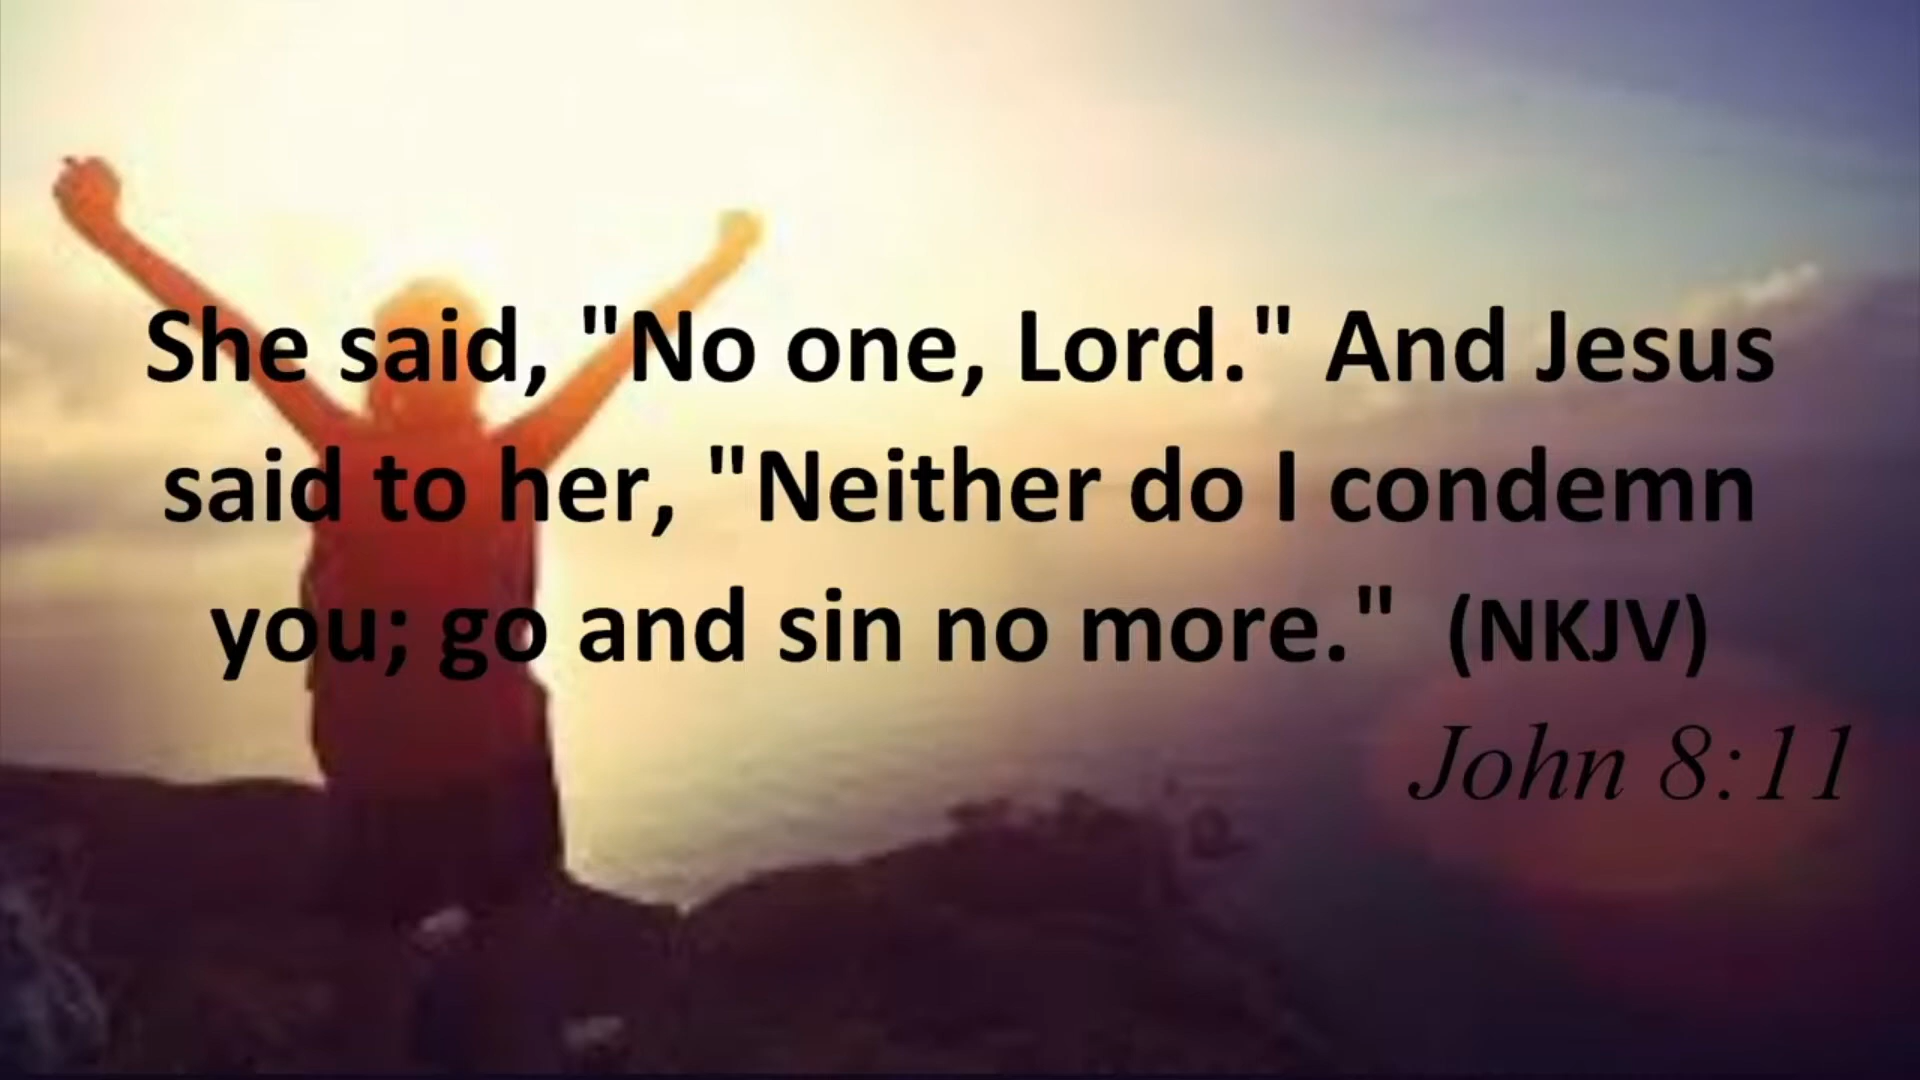 She said, "No one, Lord." And Jesus
said to her, "Neither do I condemn
you; go and sin no more." (NKJV)
John 8:11